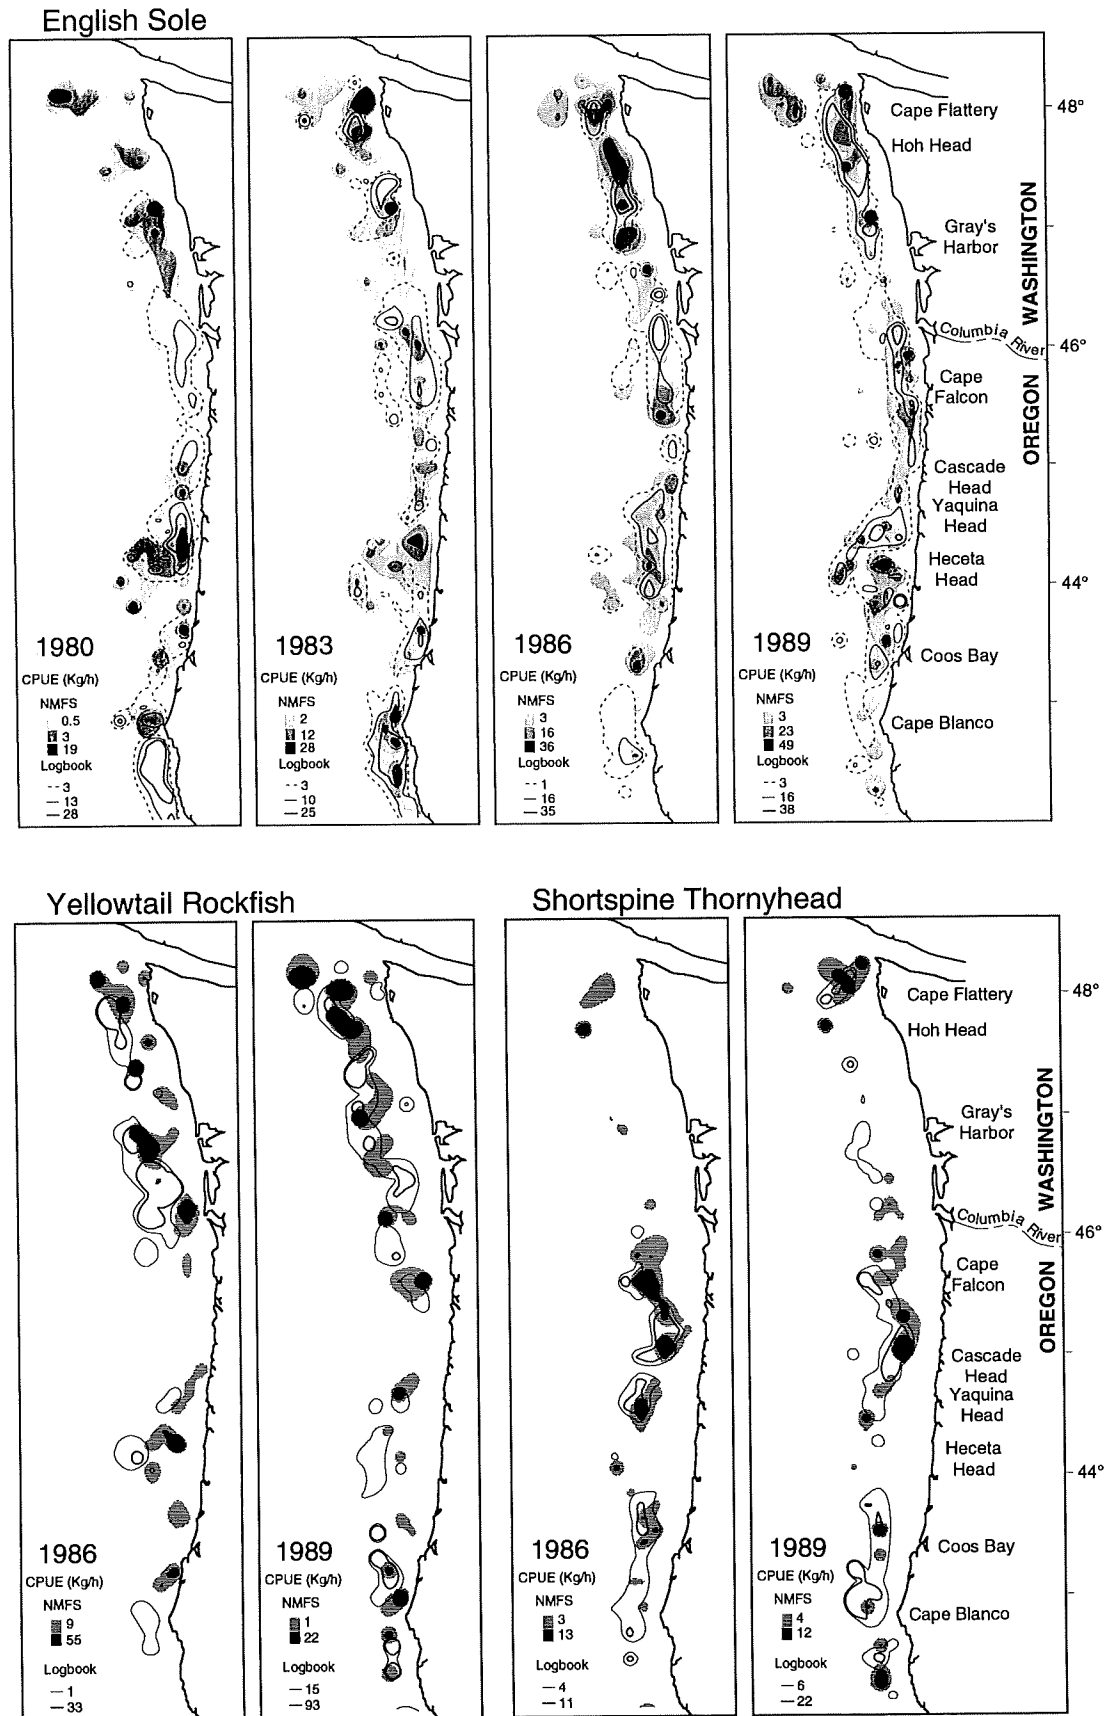 English Sole
1980
CPUE (Kg/h)
NMFS
0.5
3
19
Logbook
--- 3
— 13
— 28
1983
CPUE (Kg/h)
NMFS
2
12
28
Logbook
--- 3
— 10
— 25
1986
CPUE (Kg/h)
NMFS
3
16
36
Logbook
--- 1
— 16
— 35
1989
CPUE (Kg/h)
NMFS
3
23
49
Logbook
--- 3
— 16
— 38
Cape Flattery
Hoh Head
Gray's
Harbor
Columbia River
Cape
Falcon
Cascade
Head
Yaquina
Head
Heceta
Head
Coos Bay
Cape Blanco
WASHINGTON
OREGON
48°
46°
44°
Yellowtail Rockfish
1986
CPUE (Kg/h)
NMFS
9
55
Logbook
— 1
— 33
1989
CPUE (Kg/h)
NMFS
1
22
Logbook
— 15
— 93
Shortspine Thornyhead
1986
CPUE (Kg/h)
NMFS
3
13
Logbook
— 4
— 11
1989
CPUE (Kg/h)
NMFS
4
12
Logbook
— 6
— 22
Cape Flattery
Hoh Head
Gray's
Harbor
Columbia River
Cape
Falcon
Cascade
Head
Yaquina
Head
Heceta
Head
Coos Bay
Cape Blanco
WASHINGTON
OREGON
48°
46°
44°